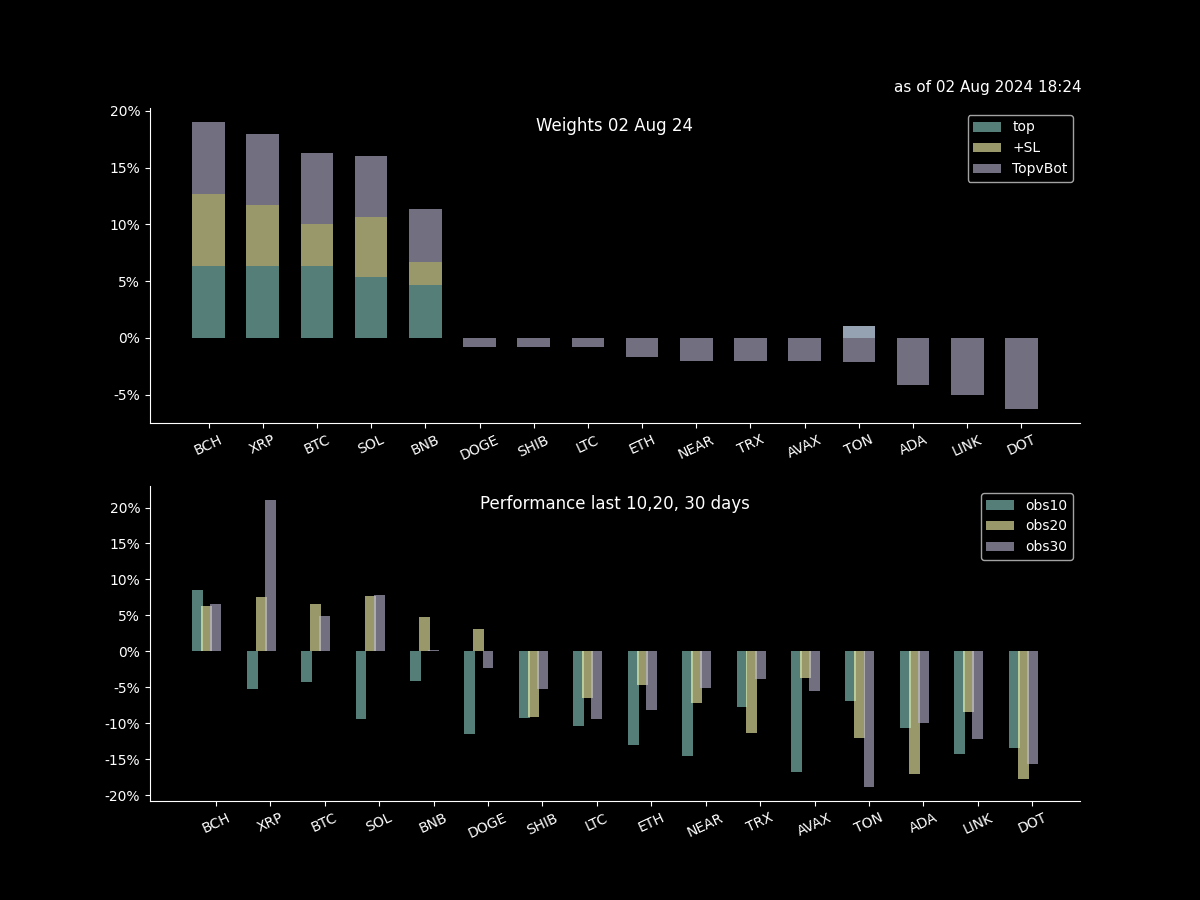 as of 02 Aug 2024 18:24
Weights 02 Aug 24
top
+SL
TopvBot
20%
15%
10%
5%
0%
-5%
BCH XRP BTC SOL BNB DOGE SHIB LTC ETH NEAR TRX AVAX TON ADA LINK DOT
Performance last 10,20, 30 days
obs10
obs20
obs30
20%
15%
10%
5%
0%
-5%
-10%
-15%
-20%
BCH XRP BTC SOL BNB DOGE SHIB LTC ETH NEAR TRX AVAX TON ADA LINK DOT